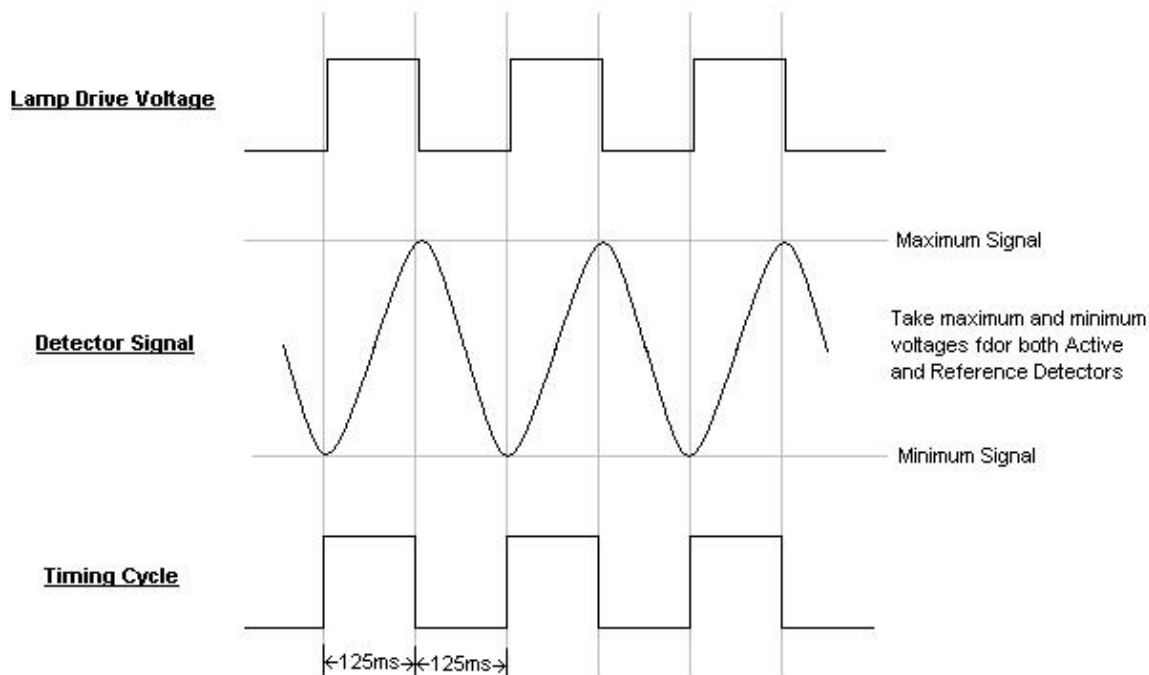 Lamp Drive Voltage
Maximum Signal
Take maximum and minimum
voltages fdor both Active
and Reference Detectors
Detector Signal
Minimum Signal
Timing Cycle
125ms
125ms